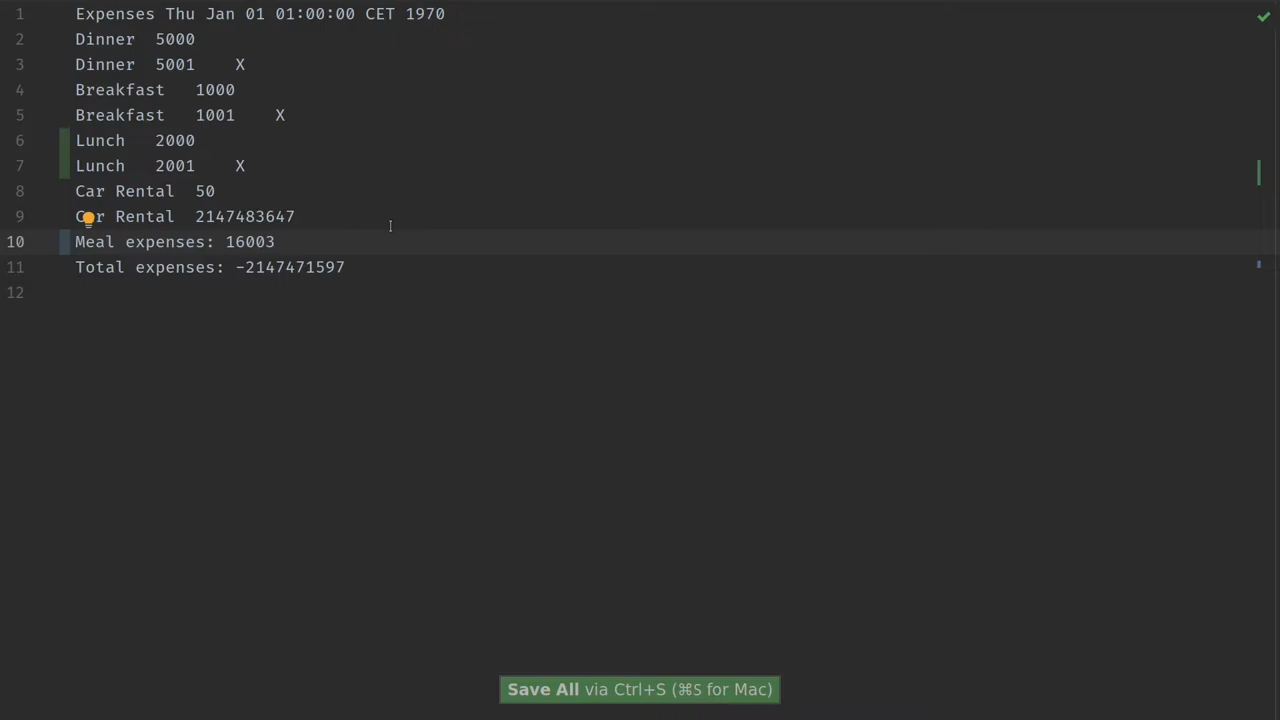 1 Expenses Thu Jan 01 01:00:00 CET 1970
2 Dinner 5000
3 Dinner 5001 X
4 Breakfast 1000
5 Breakfast 1001 X
6 Lunch 2000
7 Lunch 2001 X
8 Car Rental 50
9 Car Rental 2147483647
10 Meal expenses: 16003
11 Total expenses: -2147471597
12
Save All via Ctrl+S (⌘S for Mac)